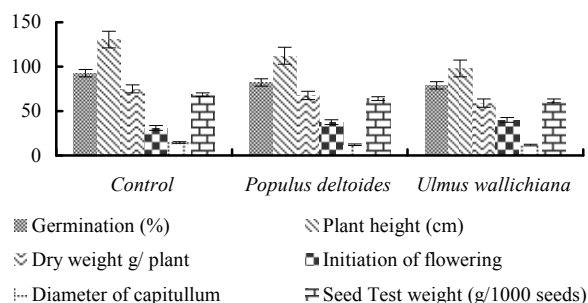 150
100
50
0
Control Populus deltoides Ulmus wallichiana
Germination (%) Plant height (cm)
Dry weight g/ plant Initiation of flowering
Diameter of capitullum Seed Test weight (g/1000 seeds)